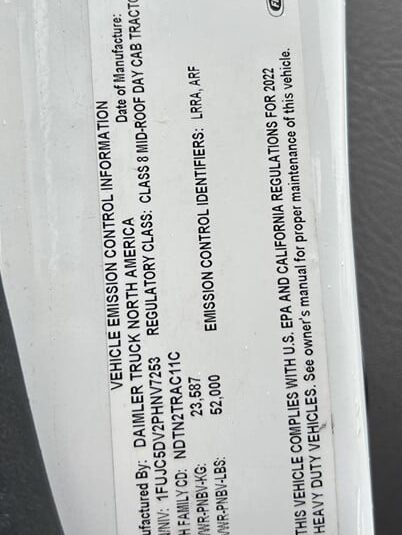 VEHICLE EMISSION CONTROL INFORMATION
ufactured By: DAIMLER TRUCK NORTH AMERICA Date of Manufacture:
/NIV: 1FUJC5DV2PHNV7253 REGULATORY CLASS: CLASS 8 MID-ROOF DAY CAB TRACTO
H FAMILY CD: NDTN2TRAC11C
VWR-PNBV-KG: 23,587 EMISSION CONTROL IDENTIFIERS: LRRA, ARF
VWR-PNBV-LBS: 52,000
THIS VEHICLE COMPLIES WITH U.S. EPA AND CALIFORNIA REGULATIONS FOR 2022
HEAVY DUTY VEHICLES. See owner's manual for proper maintenance of this vehicle.